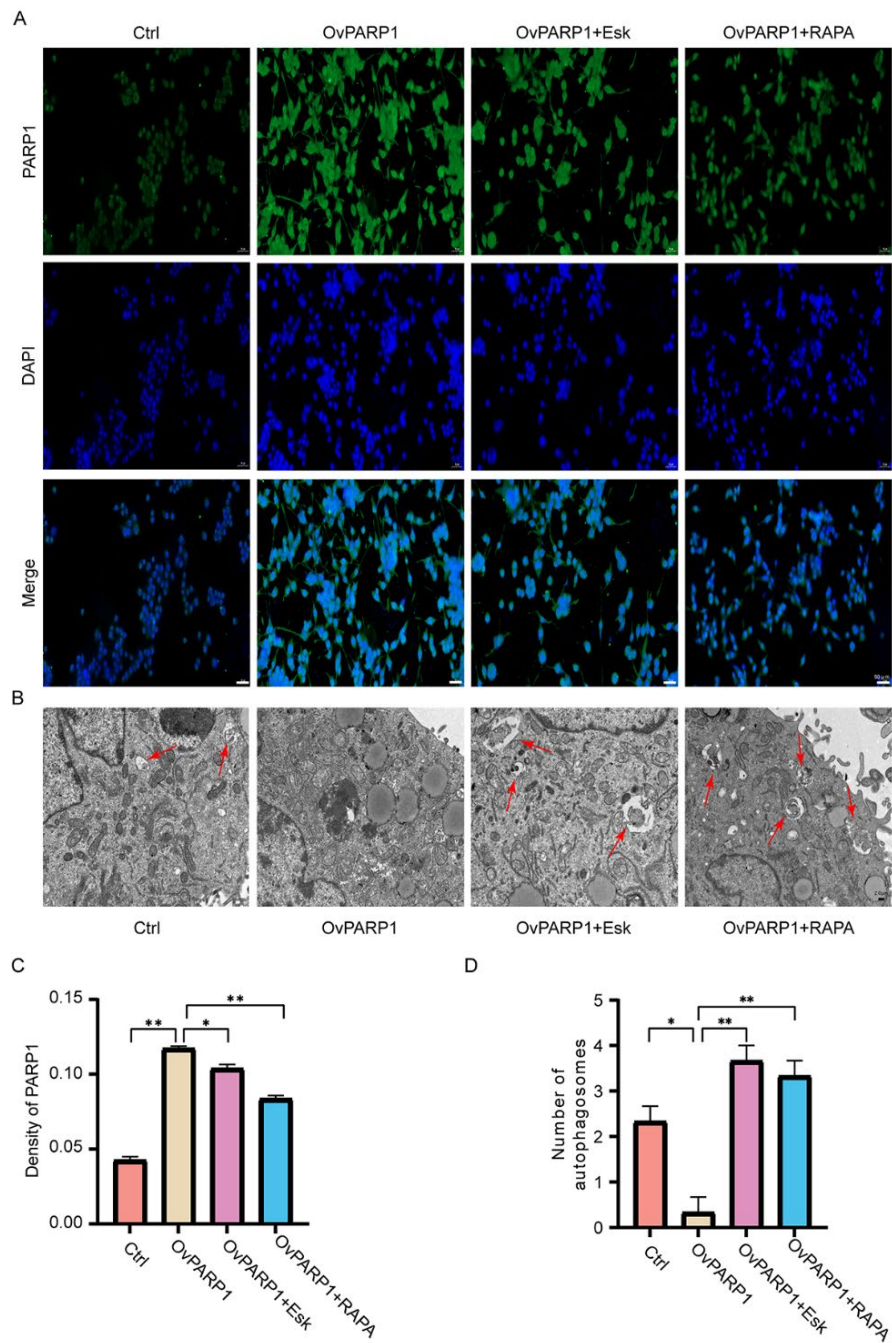 A
Ctrl OvPARP1 OvPARP1+Esk OvPARP1+RAPA
PARP1
DAPI
Merge
50 μm
B
Ctrl OvPARP1 OvPARP1+Esk OvPARP1+RAPA
C
Density of PARP1
0.15
0.10
0.05
0.00
** * **
Ctrl
OvPARP1
OvPARP1+Esk
OvPARP1+RAPA
D
Number of
autophagosomes
5
4
3
2
1
0
* ** **
Ctrl
OvPARP1
OvPARP1+Esk
OvPARP1+RAPA